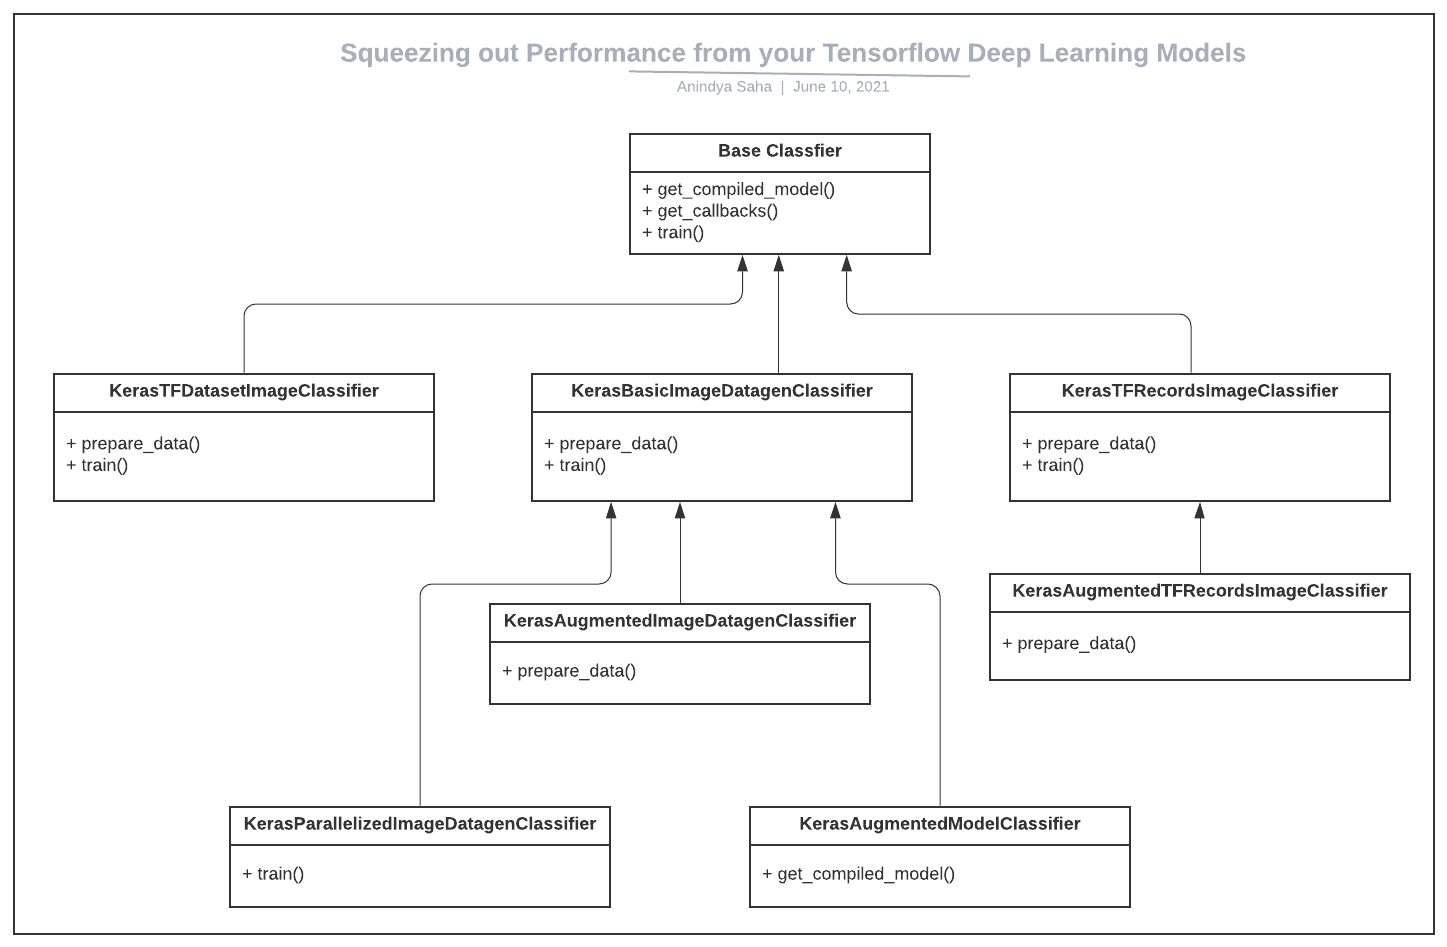 Squeezing out Performance from your Tensorflow Deep Learning Models
Anindya Saha | June 10, 2021
Base Classfier
+ get_compiled_model()
+ get_callbacks()
+ train()
KerasTFDatasetImageClassifier
+ prepare_data()
+ train()
KerasBasicImageDatagenClassifier
+ prepare_data()
+ train()
KerasTFRecordsImageClassifier
+ prepare_data()
+ train()
KerasAugmentedImageDatagenClassifier
+ prepare_data()
KerasAugmentedTFRecordsImageClassifier
+ prepare_data()
KerasParallelizedImageDatagenClassifier
+ train()
KerasAugmentedModelClassifier
+ get_compiled_model()